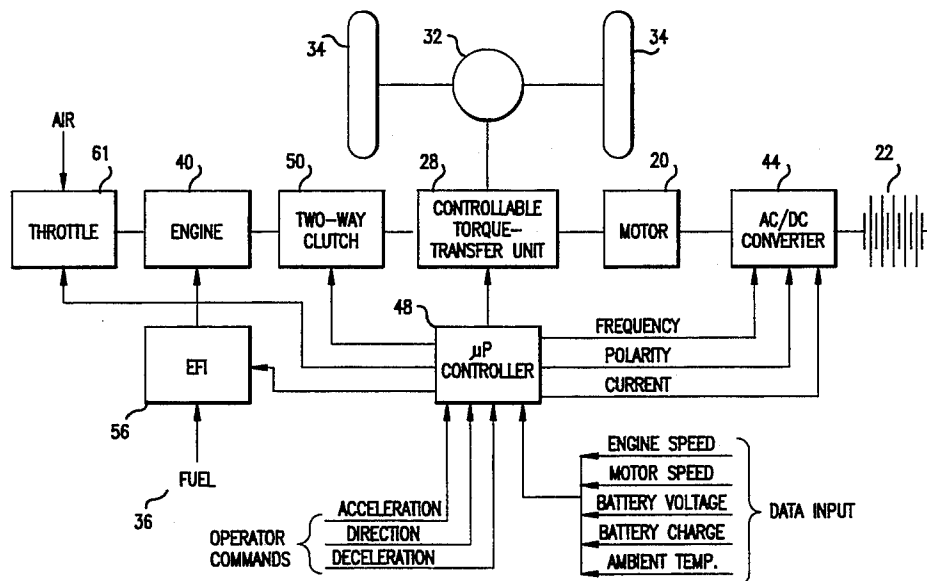 34
32
34
AIR
61
40
50
28
20
44
22
THROTTLE
ENGINE
TWO-WAY
CLUTCH
CONTROLLABLE
TORQUE-
TRANSFER UNIT
MOTOR
AC/DC
CONVERTER
48
EFI
56
µP
CONTROLLER
FREQUENCY
POLARITY
CURRENT
FUEL
36
OPERATOR
COMMANDS
ACCELERATION
DIRECTION
DECELERATION
ENGINE SPEED
MOTOR SPEED
BATTERY VOLTAGE
BATTERY CHARGE
AMBIENT TEMP.
DATA INPUT